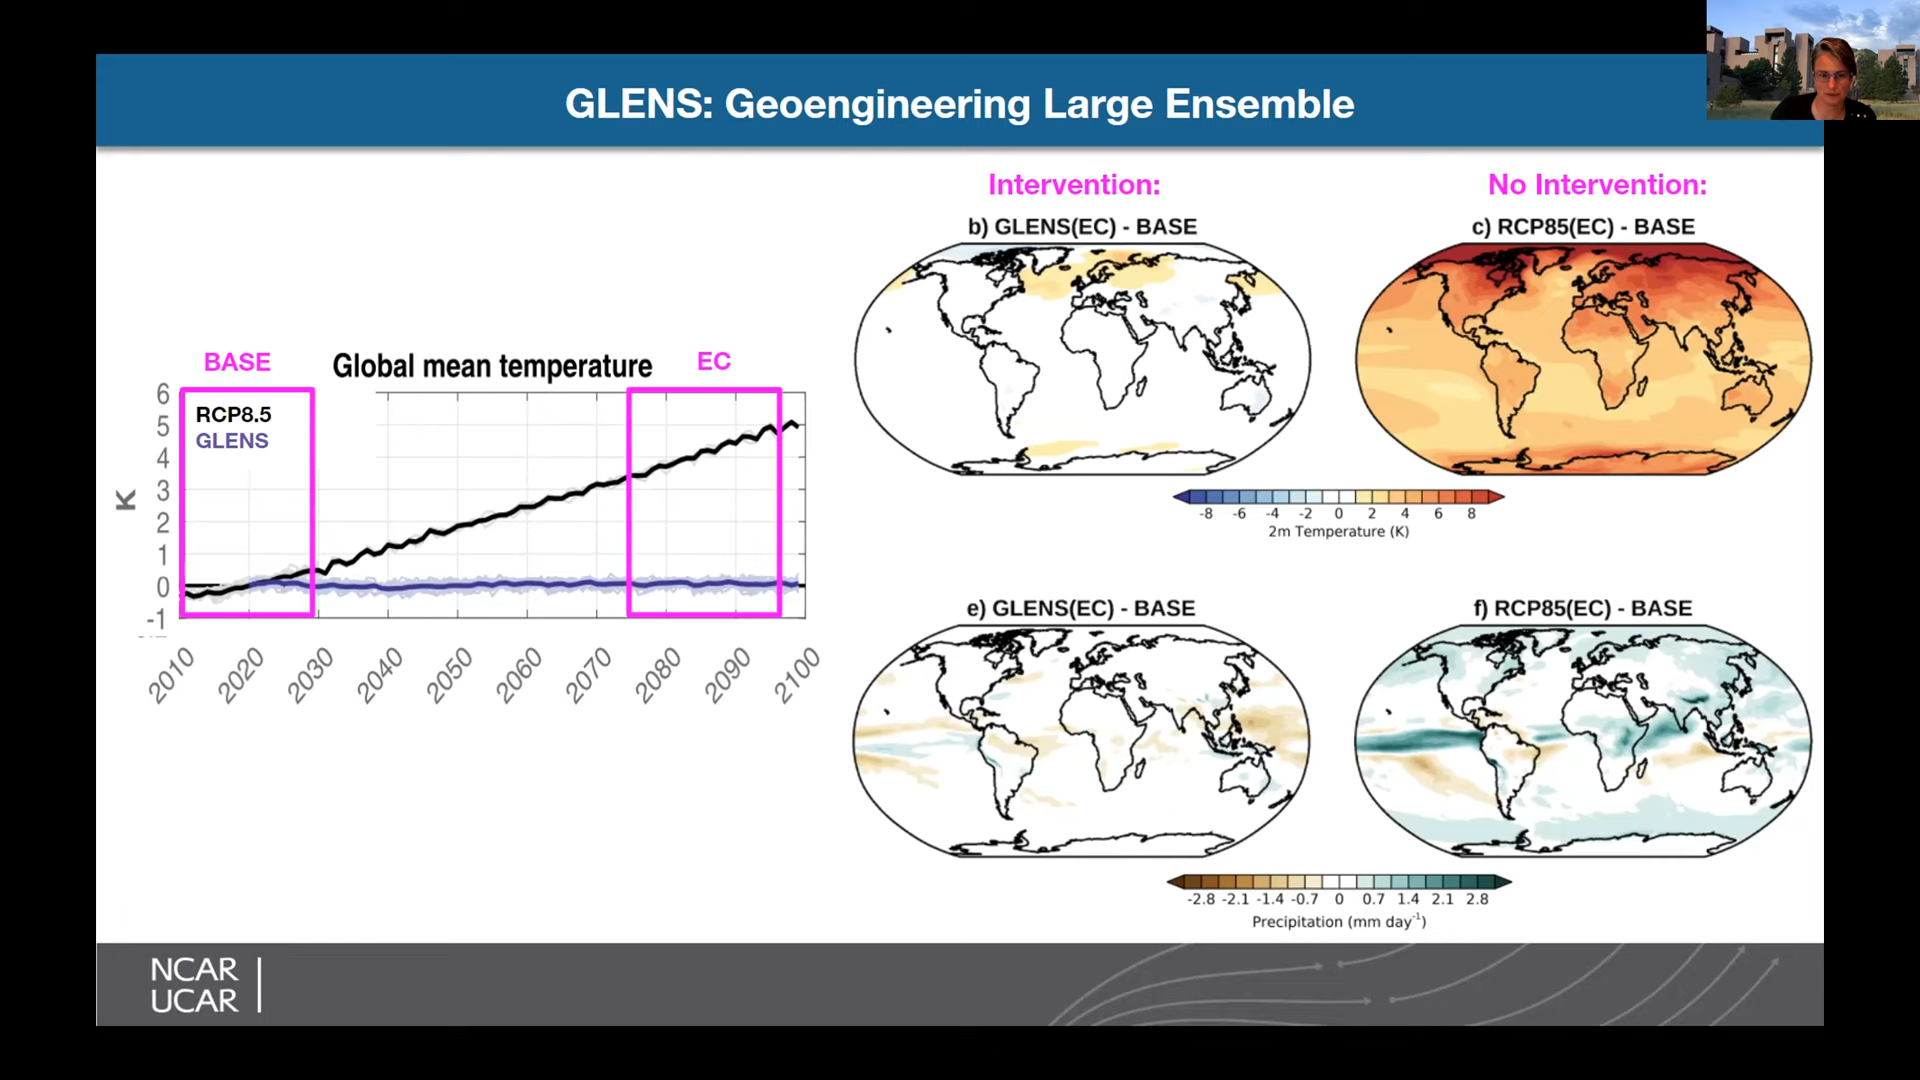 GLENS: Geoengineering Large Ensemble
Intervention:
No Intervention:
b) GLENS(EC) - BASE
c) RCP85(EC) - BASE
BASE
Global mean temperature
EC
RCP8.5
GLENS
K
6
5
4
3
2
1
0
-1
2010 2020 2030 2040 2050 2060 2070 2080 2090 2100
-8 -6 -4 -2 0 2 4 6 8
2m Temperature (K)
e) GLENS(EC) - BASE
f) RCP85(EC) - BASE
-2.8 -2.1 -1.4 -0.7 0 0.7 1.4 2.1 2.8
Precipitation (mm day⁻¹)
NCAR
UCAR